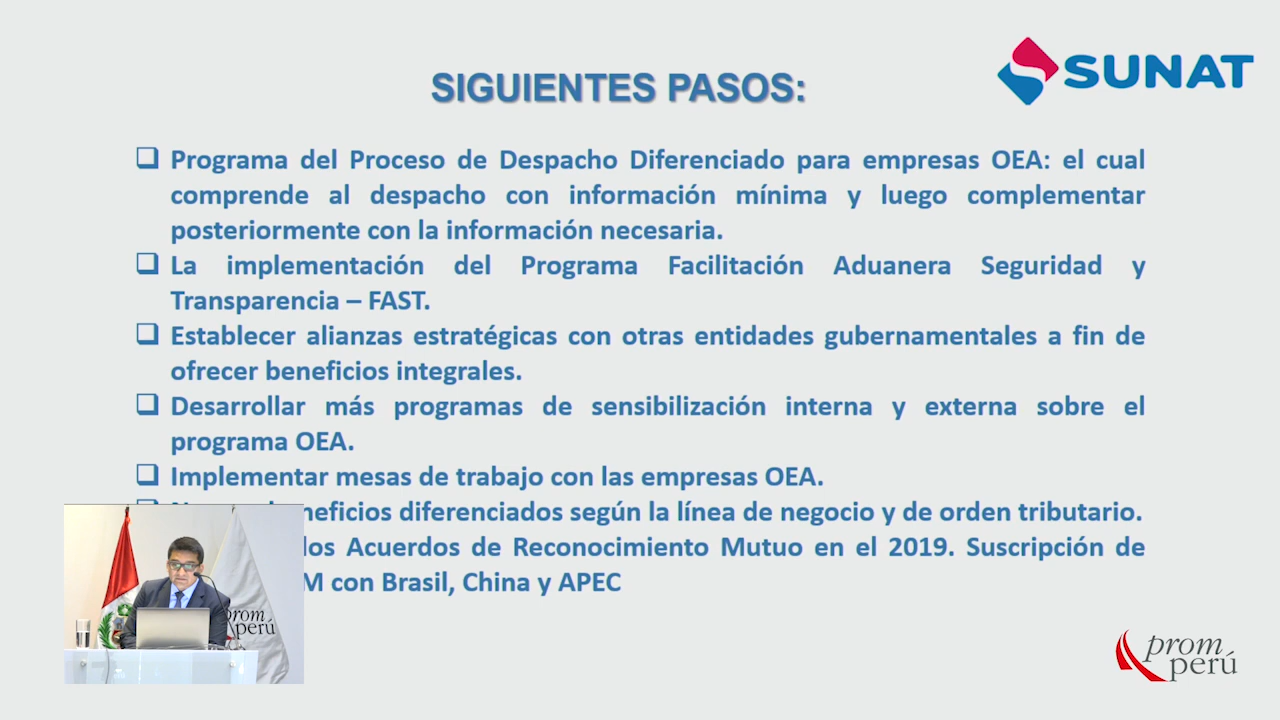 SUNAT
SIGUIENTES PASOS:
Programa del Proceso de Despacho Diferenciado para empresas OEA: el cual
comprende al despacho con información mínima y luego complementar
posteriormente con la información necesaria.
La implementación del Programa Facilitación Aduanera Seguridad y
Transparencia – FAST.
Establecer alianzas estratégicas con otras entidades gubernamentales a fin de
ofrecer beneficios integrales.
Desarrollar más programas de sensibilización interna y externa sobre el
programa OEA.
Implementar mesas de trabajo con las empresas OEA.
diferenciados según la línea de negocio y de orden tributario.
los Acuerdos de Reconocimiento Mutuo en el 2019. Suscripción de
con Brasil, China y APEC
prom
perú
prom
perú